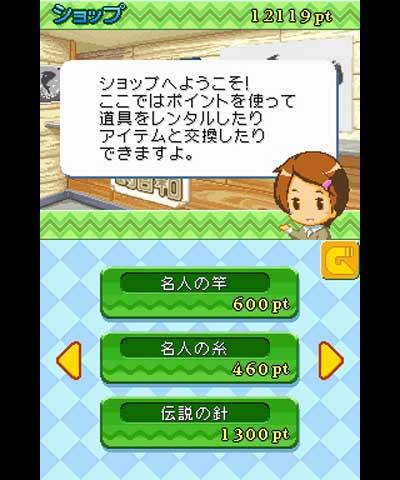 ショップ
12119pt
ショップへようこそ!
ここではポイントを使って
道具をレンタルしたり
アイテムと交換したり
できますよ。
名人の竿
600pt
名人の糸
460pt
伝説の針
1300pt